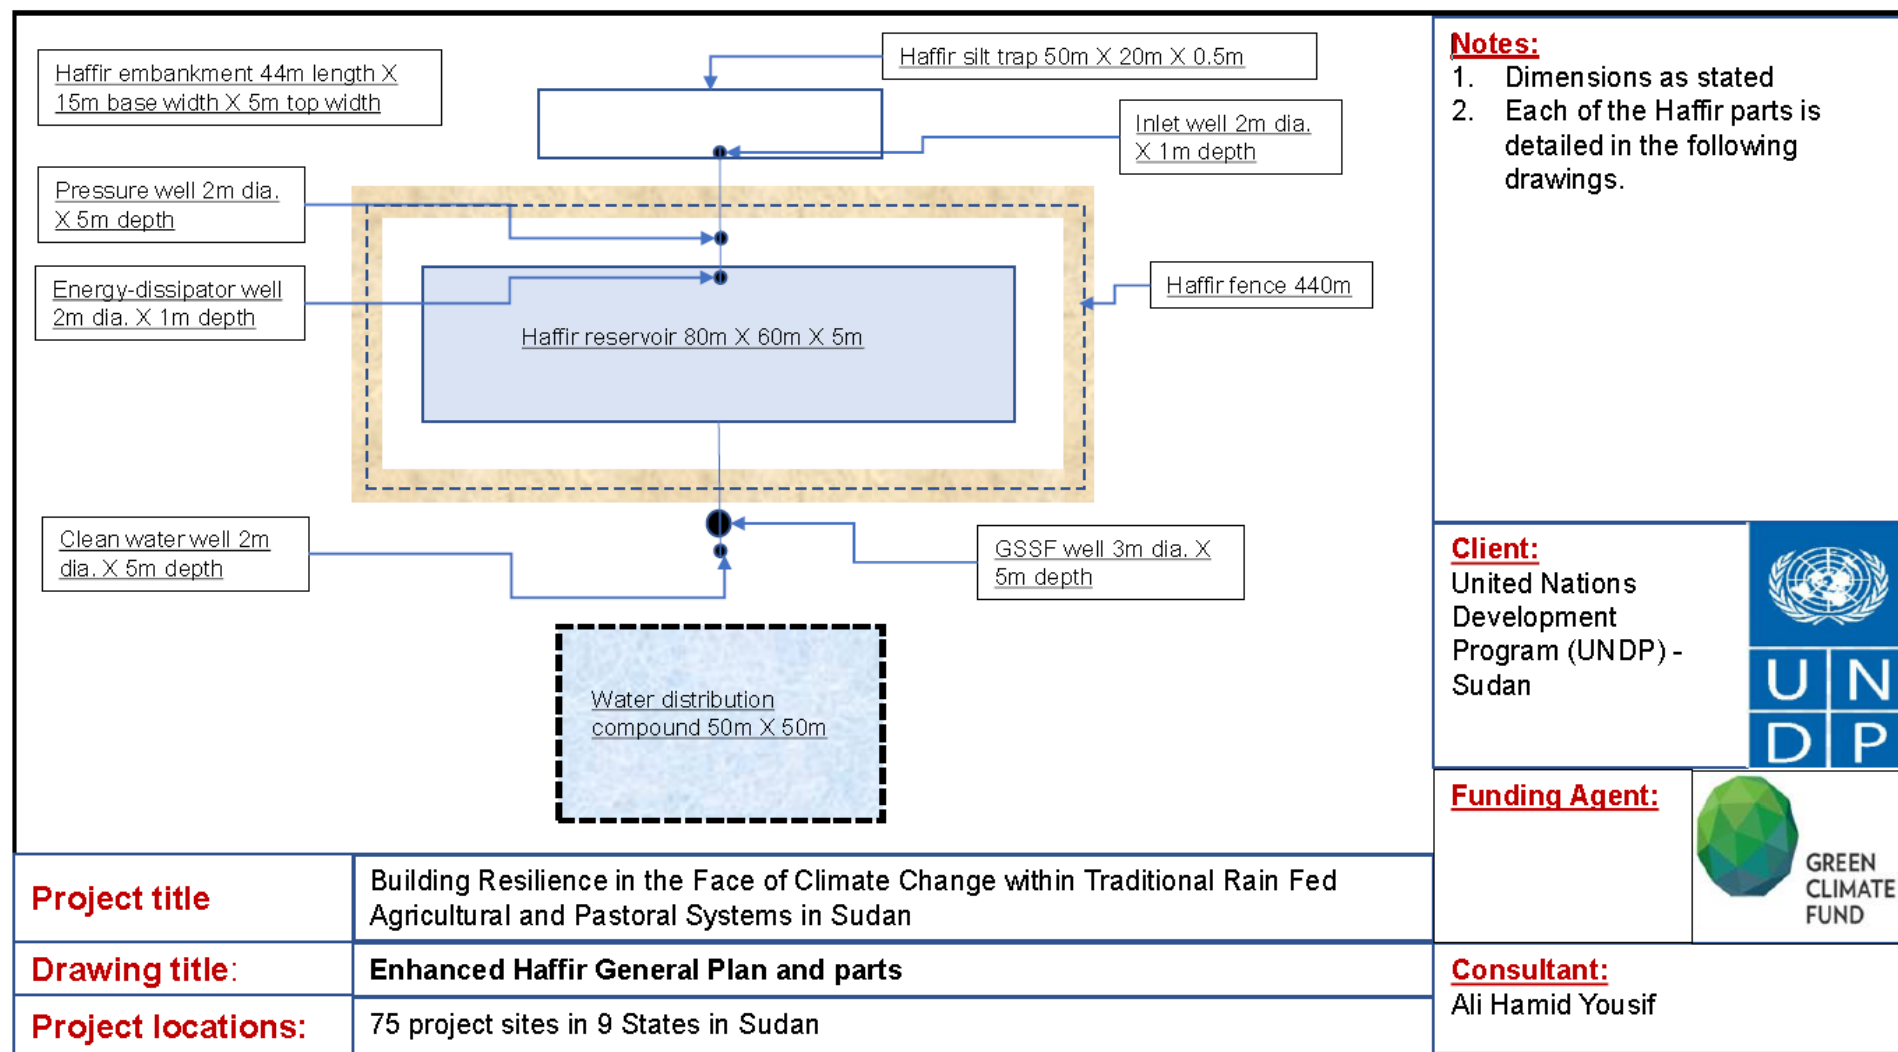 Haffir embankment 44m length X
15m base width X 5m top width
Haffir silt trap 50m X 20m X 0.5m
Inlet well 2m dia.
X 1m depth
Pressure well 2m dia.
X 5m depth
Energy-dissipator well
2m dia. X 1m depth
Haffir fence 440m
Haffir reservoir 80m X 60m X 5m
Clean water well 2m
dia. X 5m depth
GSSF well 3m dia. X
5m depth
Water distribution
compound 50m X 50m
Notes:
1. Dimensions as stated
2. Each of the Haffir parts is
detailed in the following
drawings.
Client:
United Nations
Development
Program (UNDP) -
Sudan
U N
D P
Funding Agent:
GREEN
CLIMATE
FUND
Consultant:
Ali Hamid Yousif
Project title
Building Resilience in the Face of Climate Change within Traditional Rain Fed
Agricultural and Pastoral Systems in Sudan
Drawing title:
Enhanced Haffir General Plan and parts
Project locations:
75 project sites in 9 States in Sudan